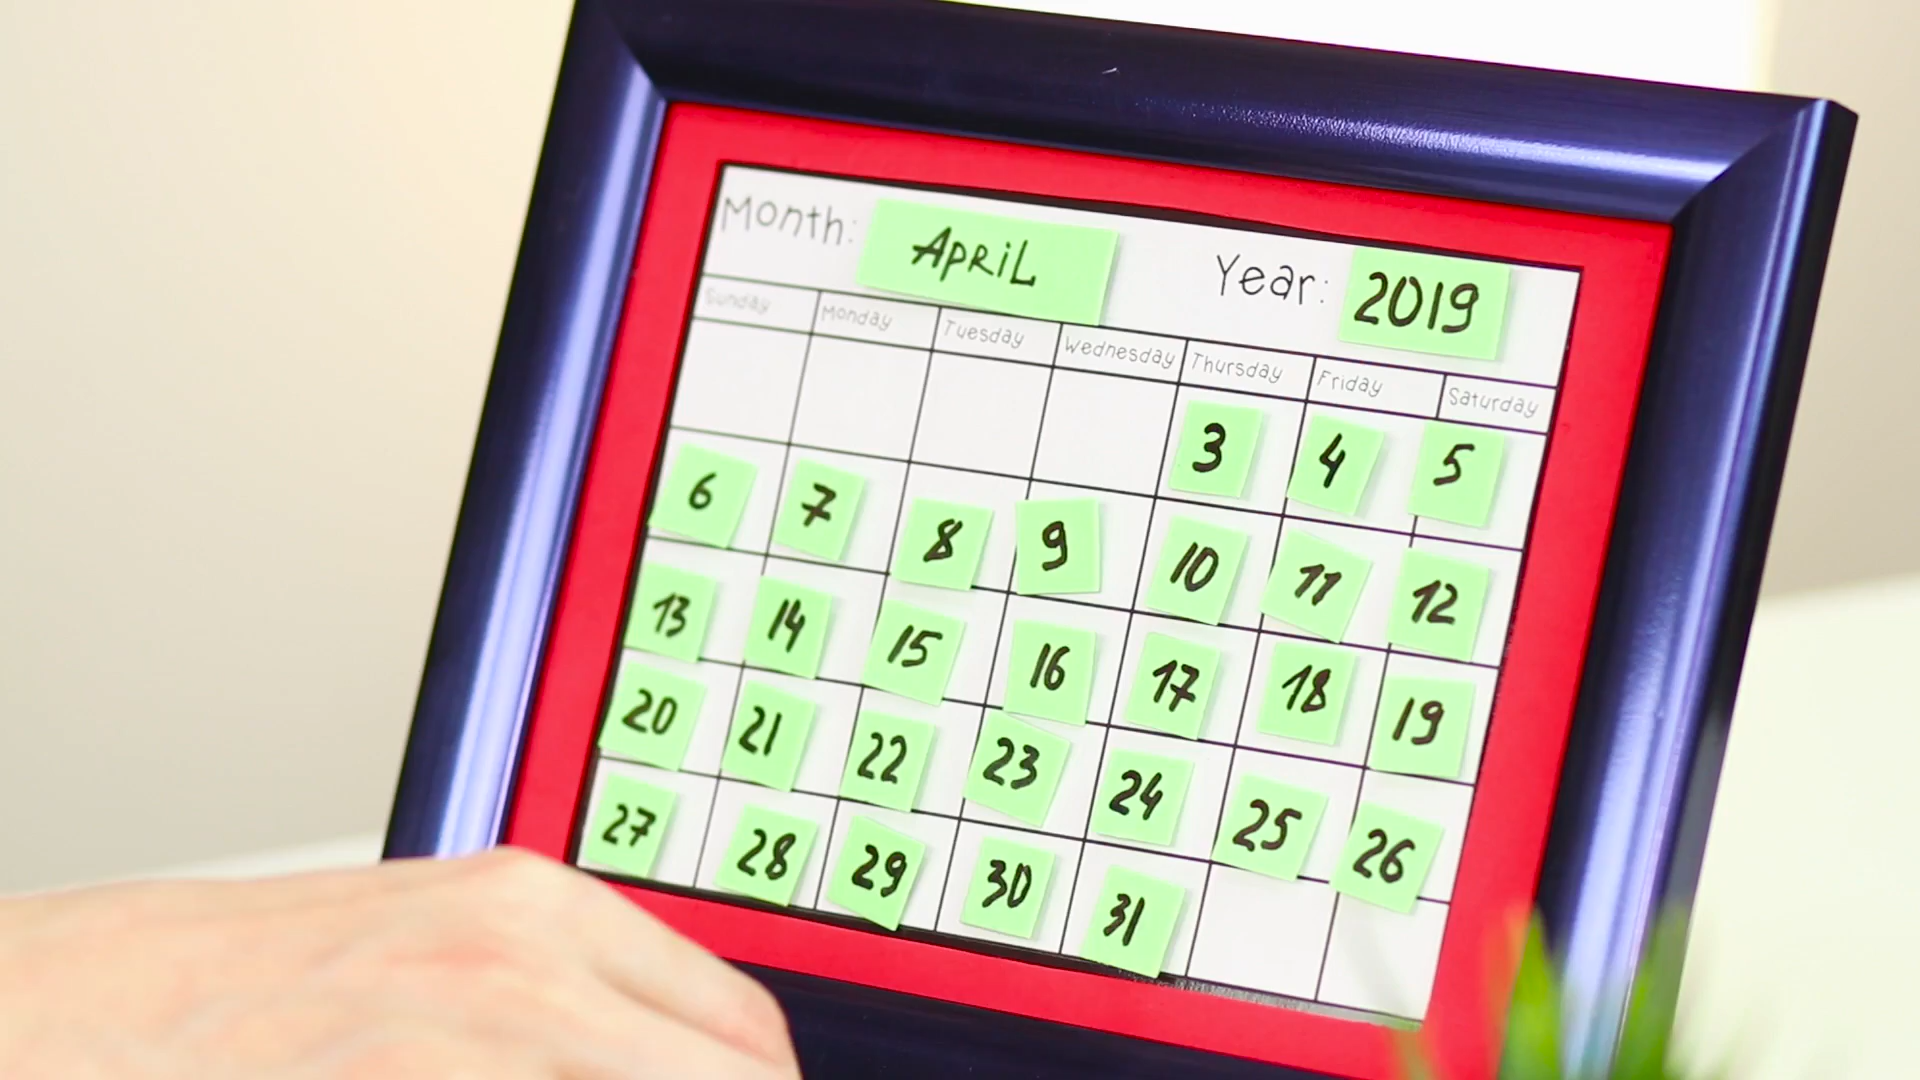 Month: APRIL Year: 2019
Sunday Monday Tuesday Wednesday Thursday Friday Saturday
3 4 5
6 7 8 9 10 11 12
13 14 15 16 17 18 19
20 21 22 23 24 25 26
27 28 29 30 31